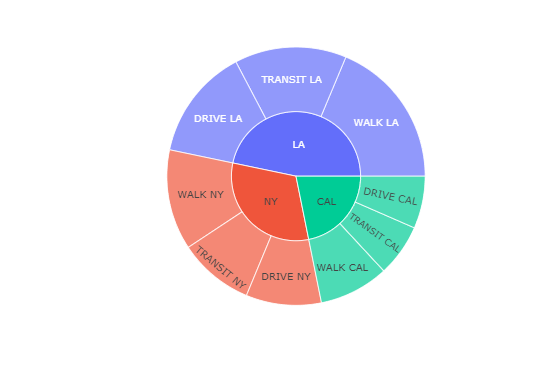 TRANSIT LA
DRIVE LA
WALK LA
LA
WALK NY
NY
CAL
DRIVE CAL
TRANSIT CAL
TRANSIT NY
DRIVE NY
WALK CAL